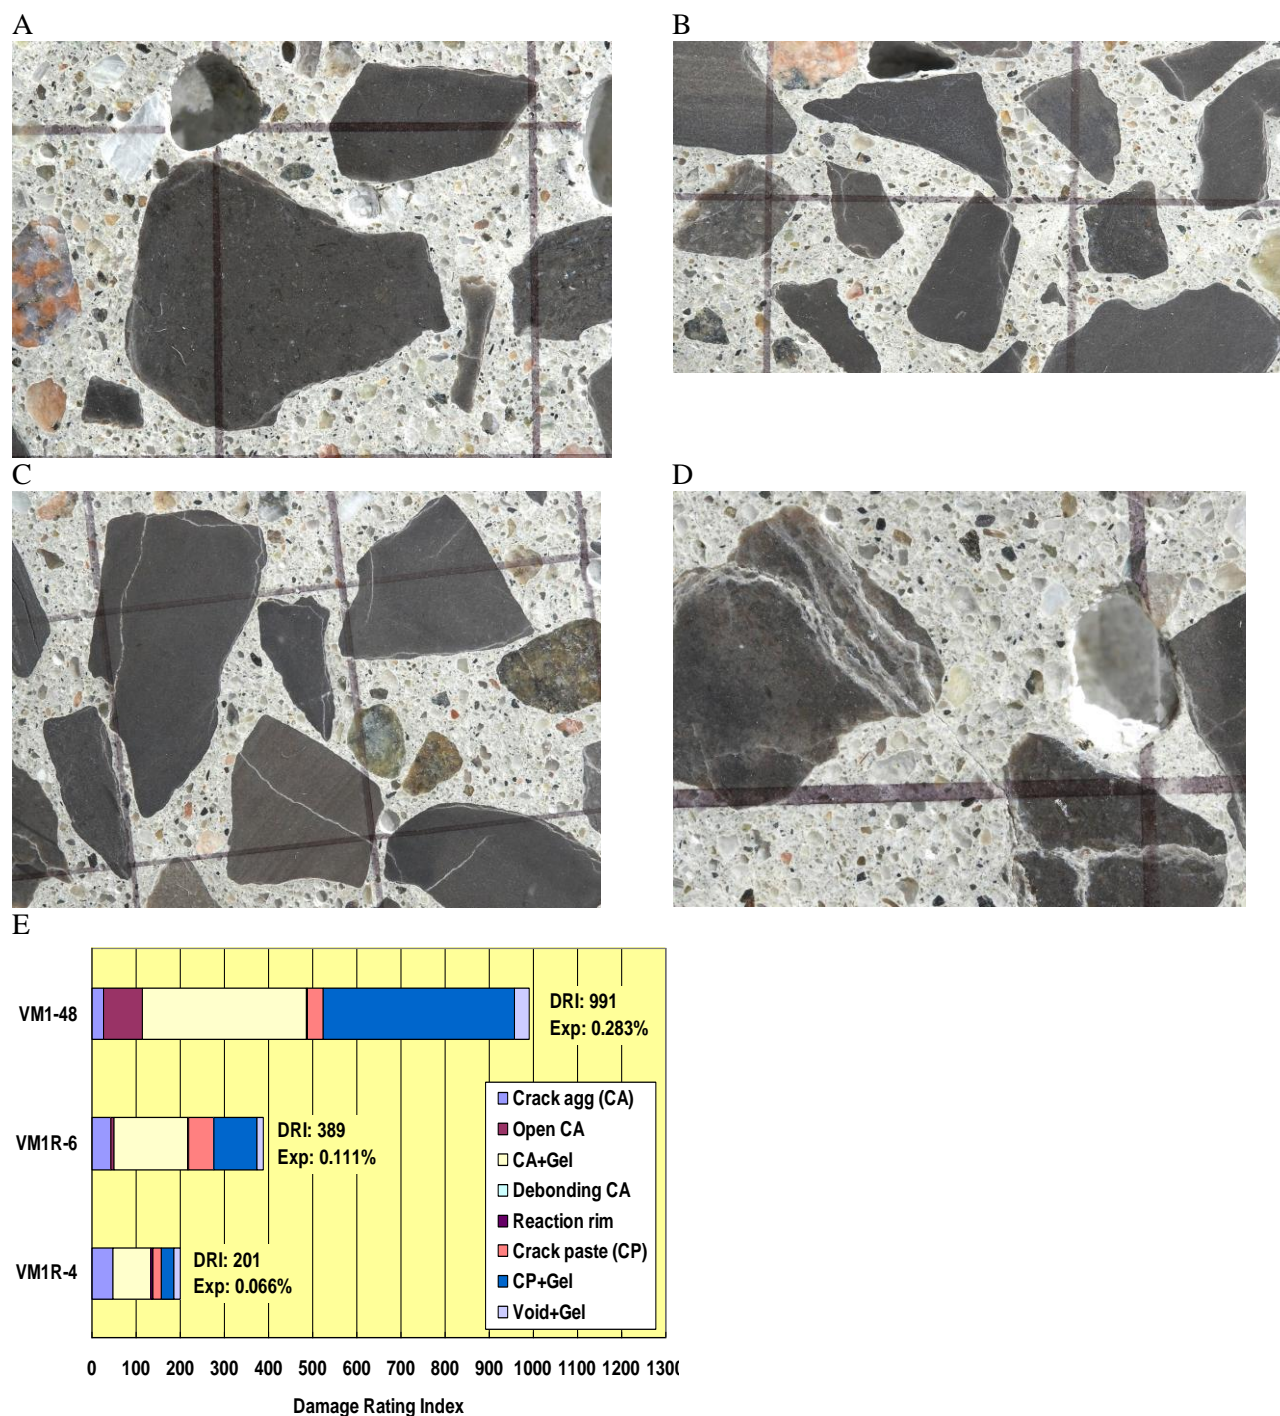 A
B
C
D
E
VM1-48
DRI: 991
Exp: 0.283%
VM1R-6
DRI: 389
Exp: 0.111%
VM1R-4
DRI: 201
Exp: 0.066%
Crack agg (CA)
Open CA
CA+Gel
Debonding CA
Reaction rim
Crack paste (CP)
CP+Gel
Void+Gel
0 100 200 300 400 500 600 700 800 900 1000 1100 1200 1300
Damage Rating Index